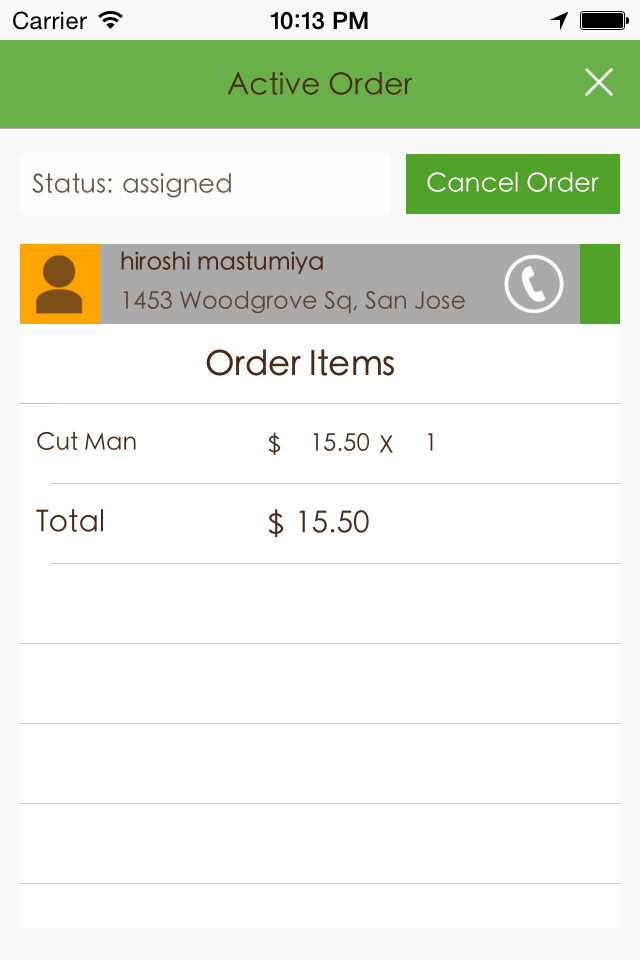 Carrier 10:13 PM
Active Order
Status: assigned Cancel Order
hiroshi mastumiya
1453 Woodgrove Sq, San Jose
Order Items
Cut Man $ 15.50 X 1
Total $ 15.50